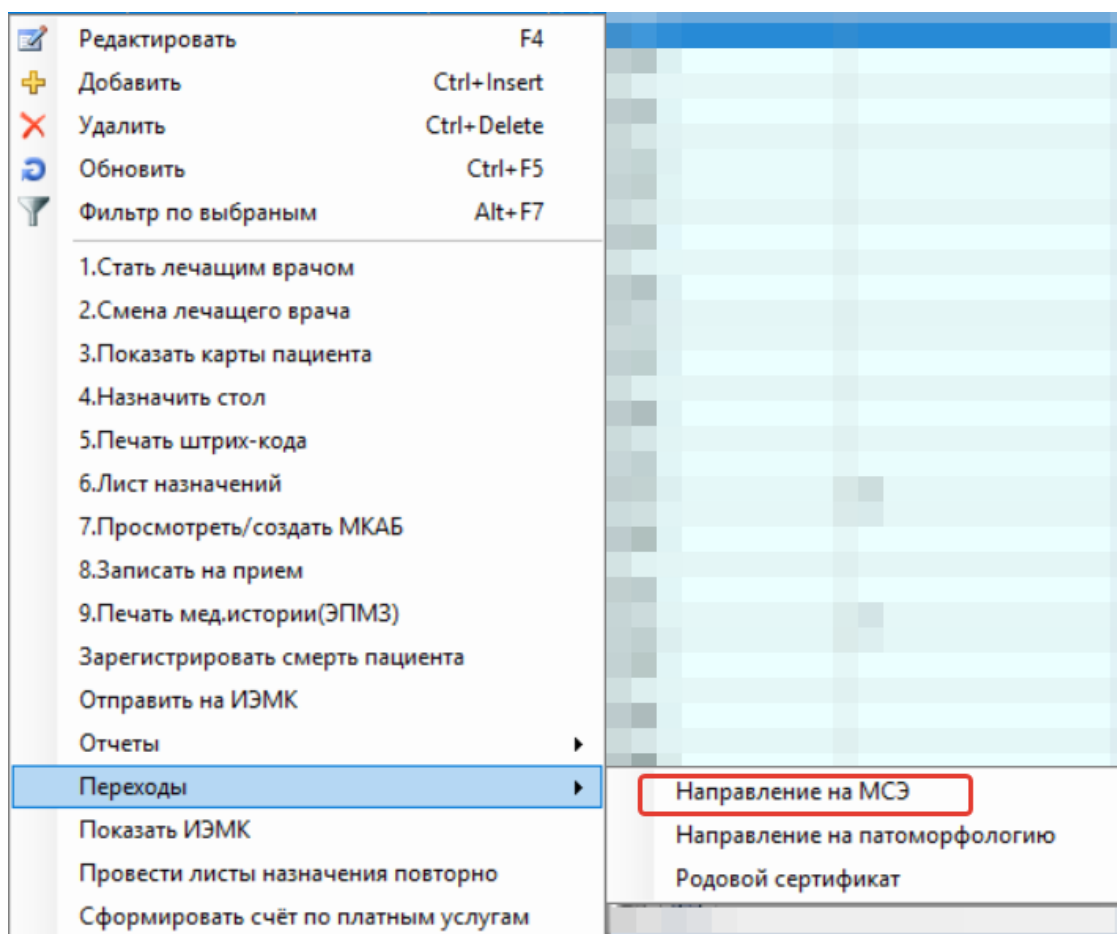 Редактировать F4
Добавить Ctrl+Insert
Удалить Ctrl+Delete
Обновить Ctrl+F5
Фильтр по выбраным Alt+F7
1.Стать лечащим врачом
2.Смена лечащего врача
3.Показать карты пациента
4.Назначить стол
5.Печать штрих-кода
6.Лист назначений
7.Просмотреть/создать МКАБ
8.Записать на прием
9.Печать мед.истории(ЭПМЗ)
Зарегистрировать смерть пациента
Отправить на ИЭМК
Отчеты
Переходы
Направление на МСЭ
Направление на патоморфологию
Родовой сертификат
Показать ИЭМК
Провести листы назначения повторно
Сформировать счёт по платным услугам